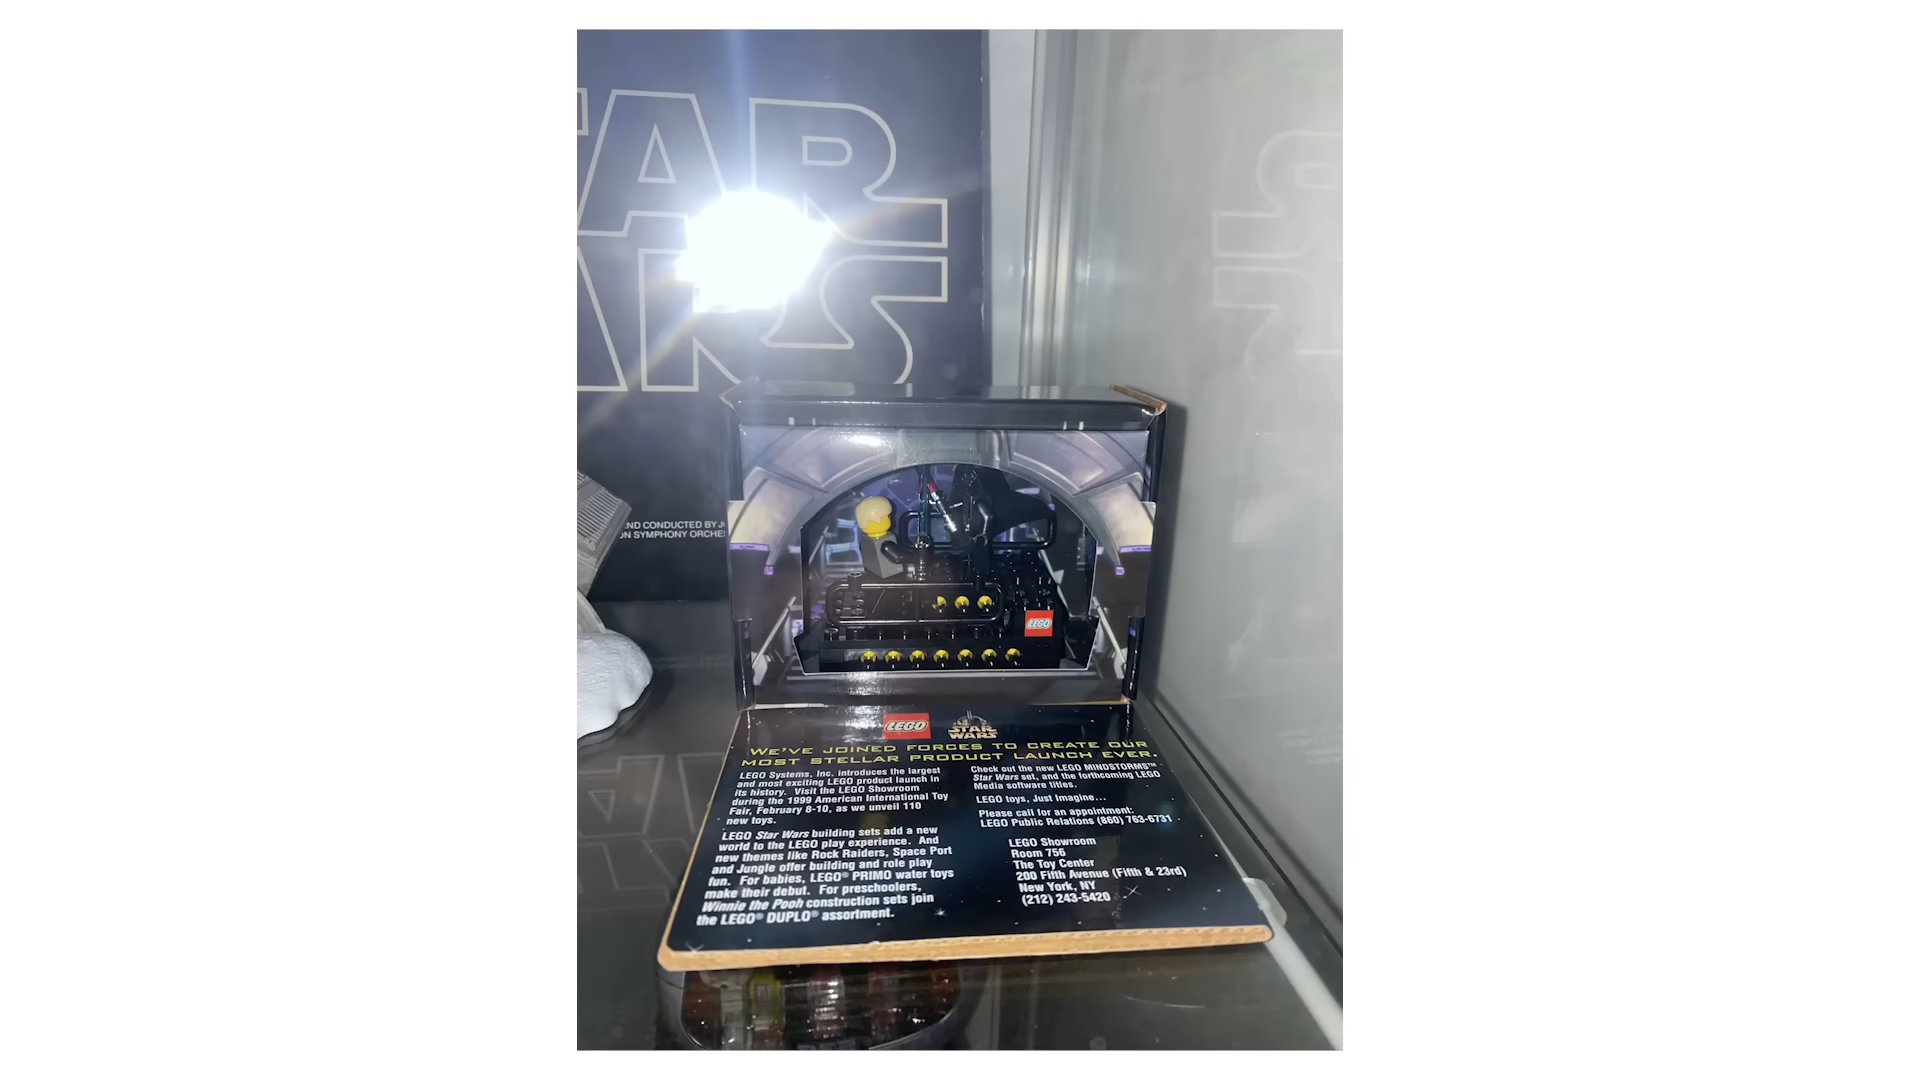 STAR
WARS
ND CONDUCTED BY
ON SYMPHONY ORCHE
LEGO
LEGO STAR WARS
WE'VE JOINED FORCES TO CREATE OUR
MOST STELLAR PRODUCT LAUNCH EVER.
LEGO Systems, Inc. introduces the largest
and most exciting LEGO product launch in
its history. Visit the LEGO Showroom
during the 1999 American International Toy
Fair, February 8-10, as we unveil 110
new toys.
LEGO Star Wars building sets add a new
world to the LEGO play experience. And
new themes like Rock Raiders, Space Port
and Jungle offer building and role play
fun. For babies, LEGO® PRIMO water toys
make their debut. For preschoolers,
Winnie the Pooh construction sets join
the LEGO® DUPLO® assortment.
Check out the new LEGO MINDSTORMS™
Star Wars set, and the forthcoming LEGO
Media software titles.
LEGO toys, Just Imagine...
Please call for an appointment:
LEGO Public Relations (860) 763-6731
LEGO Showroom
Room 756
The Toy Center
200 Fifth Avenue (Fifth & 23rd)
New York, NY
(212) 243-5420